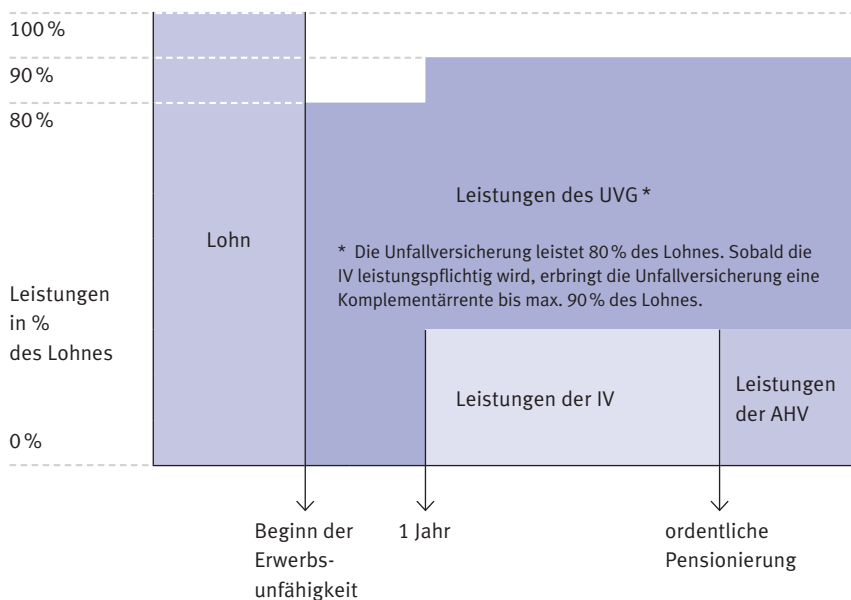 100 %
90 %
80 %
Leistungen des UVG *
Lohn
* Die Unfallversicherung leistet 80 % des Lohnes. Sobald die
IV leistungspflichtig wird, erbringt die Unfallversicherung eine
Komplementärrente bis max. 90 % des Lohnes.
Leistungen
in %
des Lohnes
Leistungen der IV
Leistungen
der AHV
0 %
Beginn der
Erwerbs-
unfähigkeit
1 Jahr
ordentliche
Pensionierung